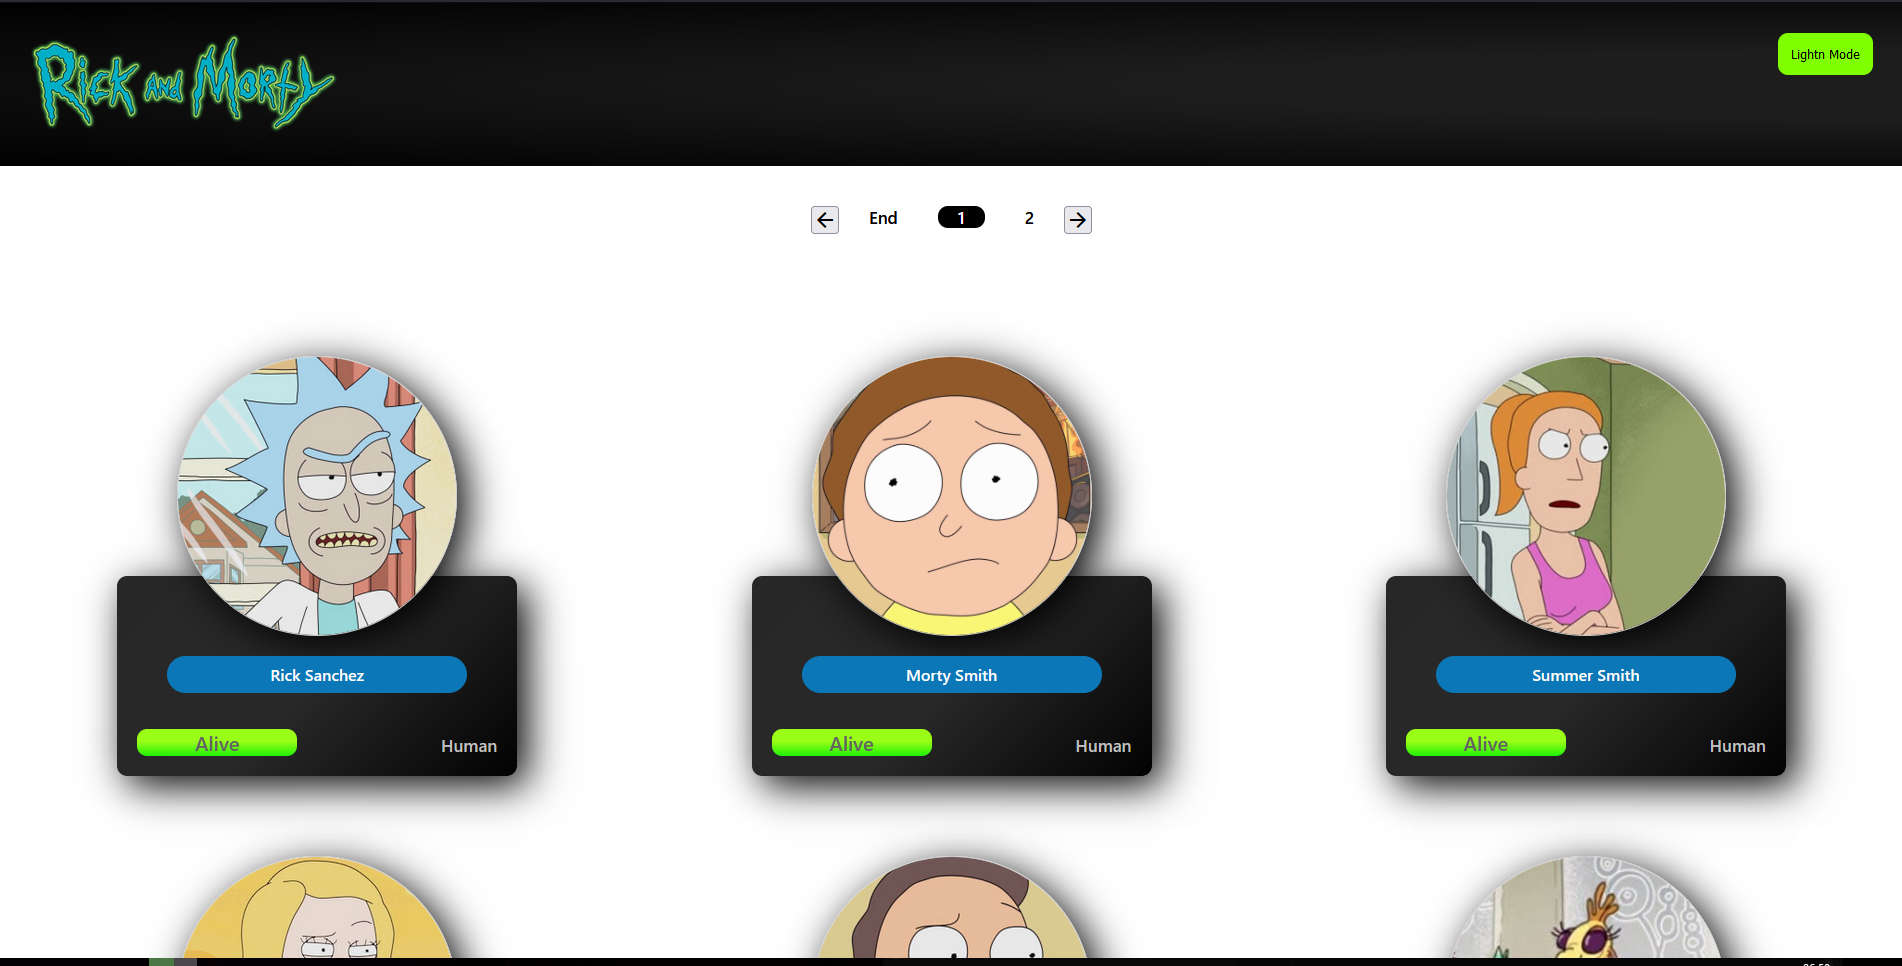 Rick and Morty
Lightn Mode
End 1 2
Rick Sanchez
Alive Human
Morty Smith
Alive Human
Summer Smith
Alive Human